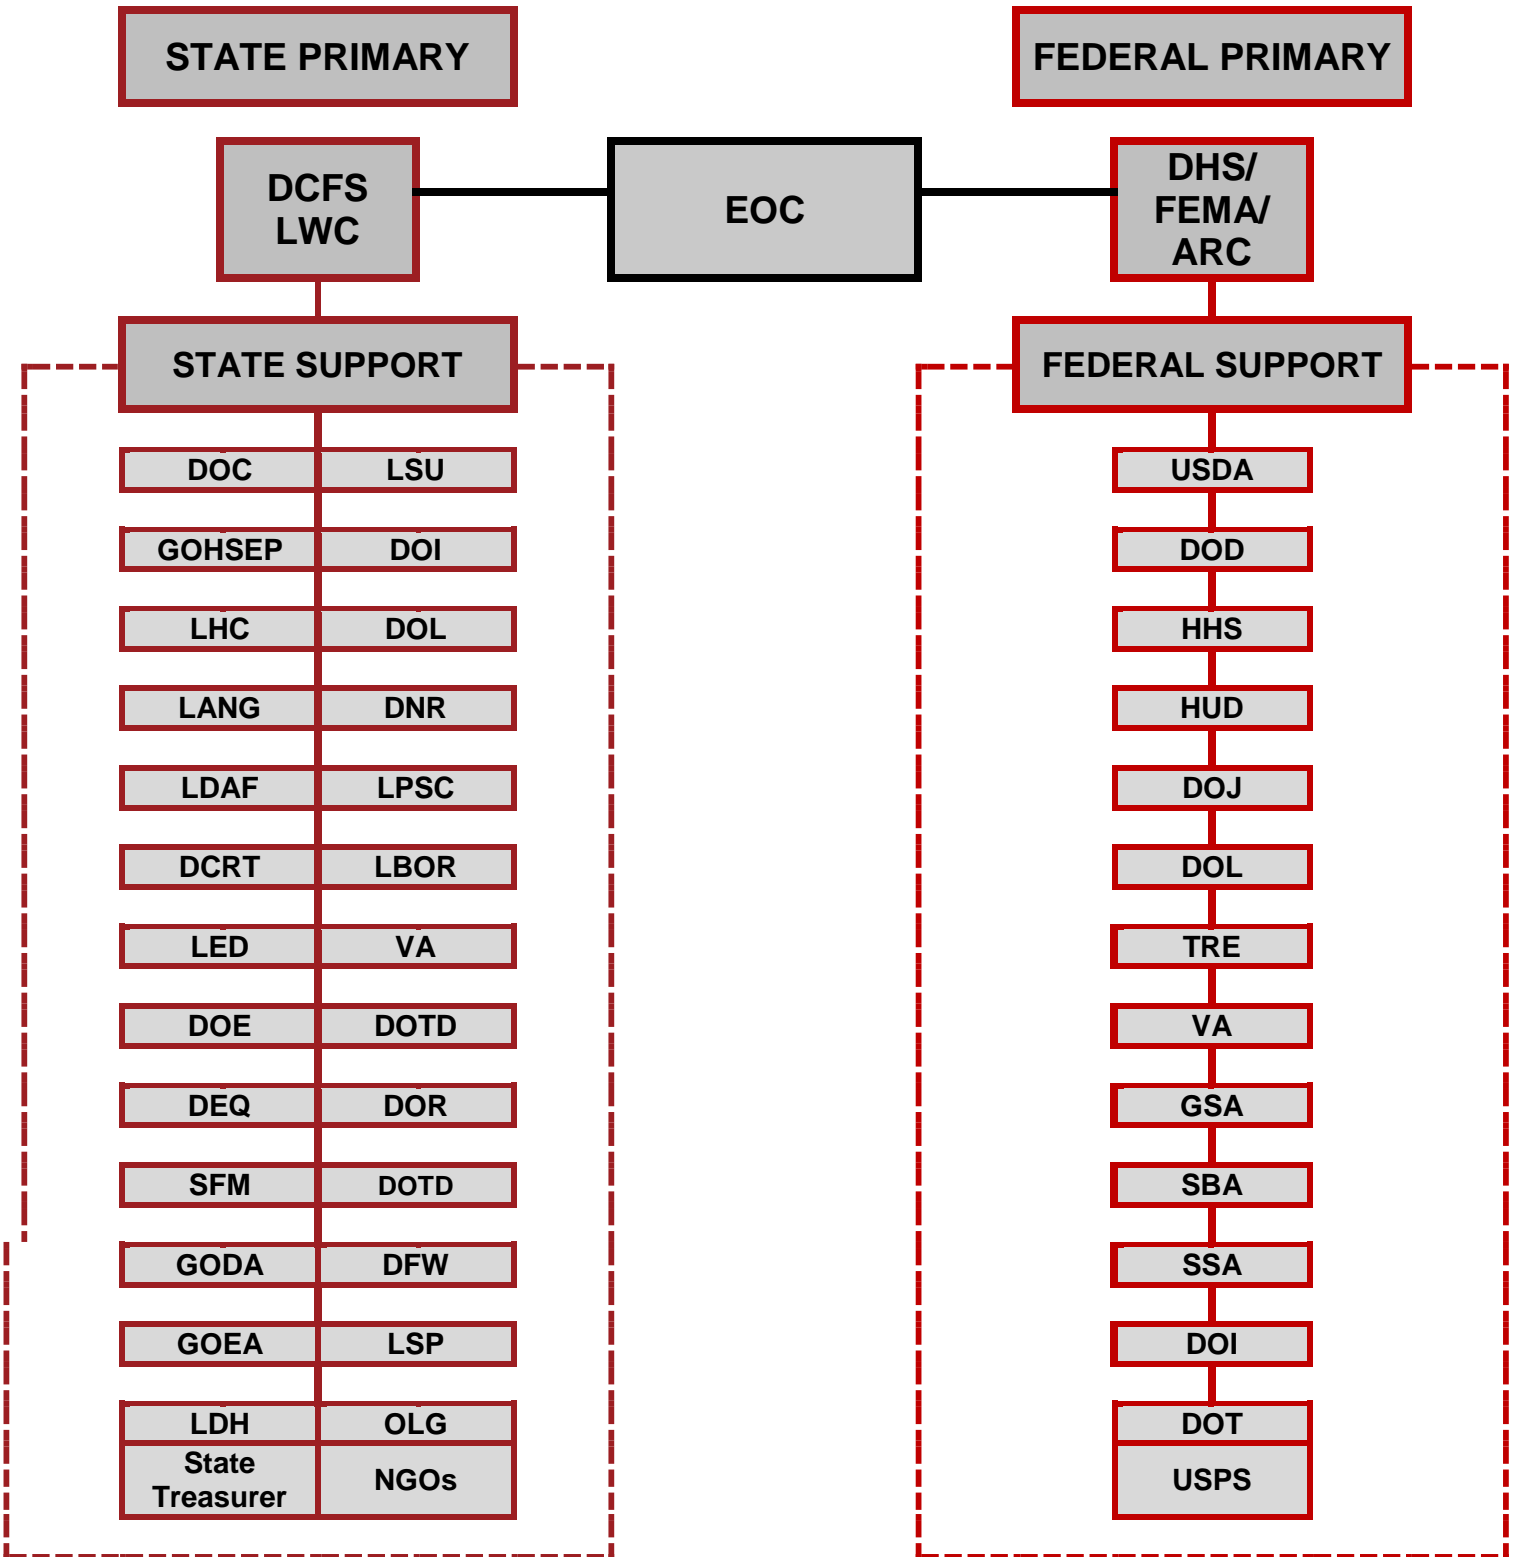 STATE PRIMARY
FEDERAL PRIMARY
DCFS
LWC
EOC
DHS/
FEMA/
ARC
STATE SUPPORT
FEDERAL SUPPORT
DOC LSU
USDA
GOHSEP DOI
DOD
LHC DOL
HHS
LANG DNR
HUD
LDAF LPSC
DOJ
DCRT LBOR
DOL
LED VA
TRE
DOE DOTD
VA
DEQ DOR
GSA
SFM DOTD
SBA
GODA DFW
SSA
GOEA LSP
DOI
LDH OLG
DOT
State
Treasurer
NGOs
USPS